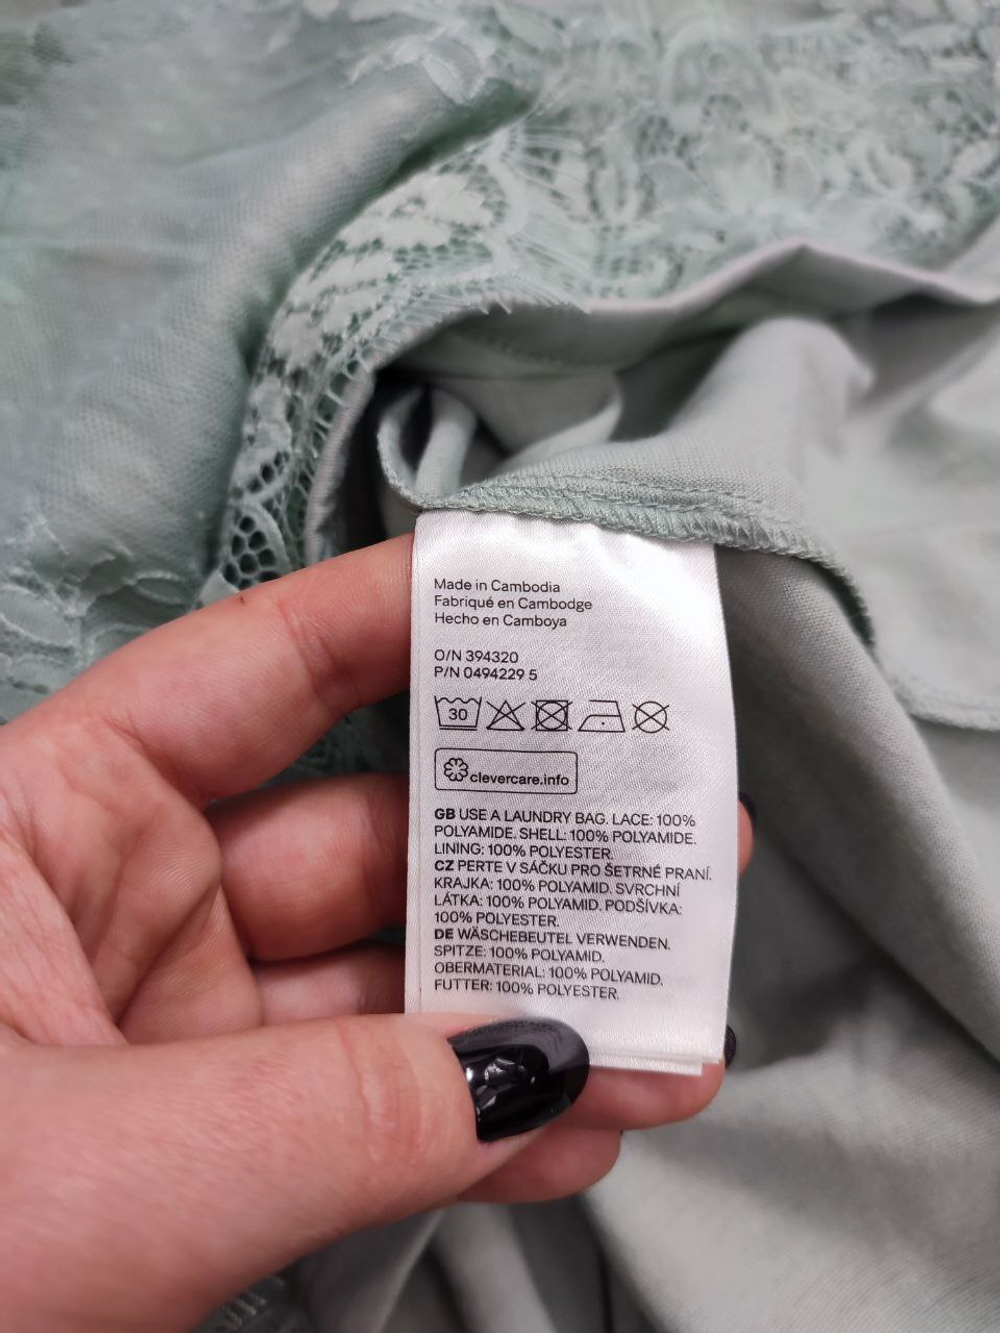 Made in Cambodia
Fabriqué en Cambodge
Hecho en Camboya
O/N 394320
P/N 0494229 5
30
clevercare.info
GB USE A LAUNDRY BAG. LACE: 100%
POLYAMIDE. SHELL: 100% POLYAMIDE.
LINING: 100% POLYESTER.
CZ PERTE V SÁČKU PRO ŠETRNÉ PRANÍ.
KRAJKA: 100% POLYAMID. SVRCHNÍ
LÁTKA: 100% POLYAMID. PODŠÍVKA:
100% POLYESTER.
DE WÄSCHEBEUTEL VERWENDEN.
SPITZE: 100% POLYAMID.
OBERMATERIAL: 100% POLYAMID.
FUTTER: 100% POLYESTER.